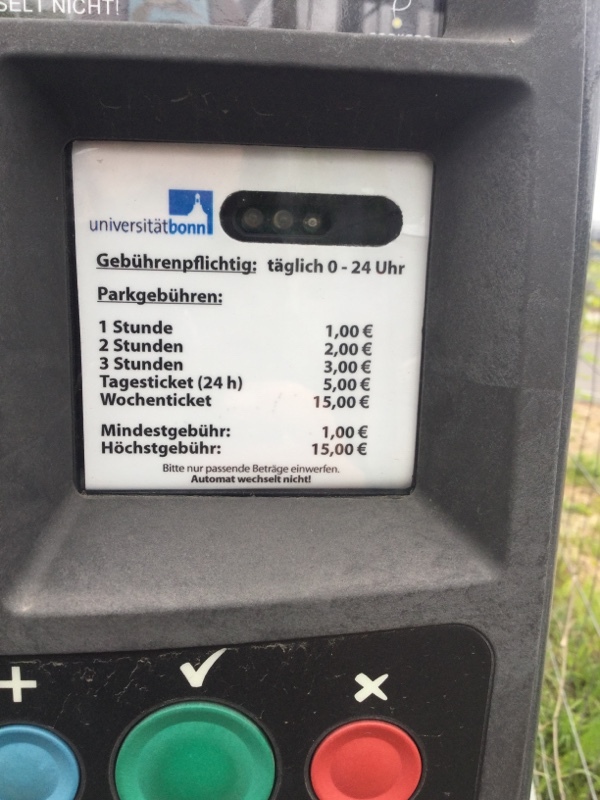 SELT NICHT!
universitätbonn
Gebührenpflichtig: täglich 0 - 24 Uhr
Parkgebühren:
1 Stunde 1,00 €
2 Stunden 2,00 €
3 Stunden 3,00 €
Tagesticket (24 h) 5,00 €
Wochenticket 15,00 €
Mindestgebühr: 1,00 €
Höchstgebühr: 15,00 €
Bitte nur passende Beträge einwerfen.
Automat wechselt nicht!